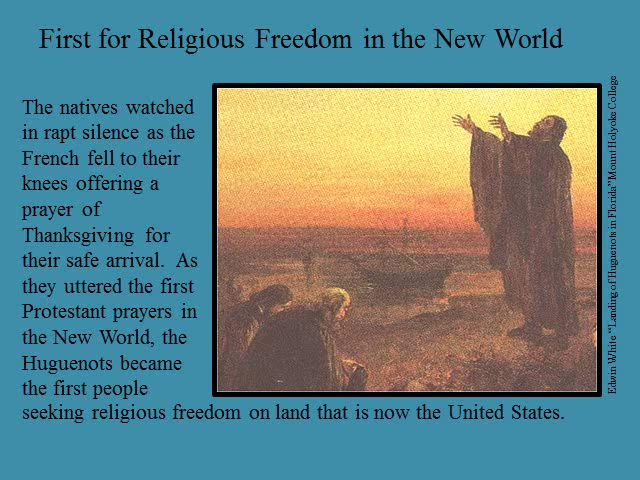 First for Religious Freedom in the New World
The natives watched
in rapt silence as the
French fell to their
knees offering a
prayer of
Thanksgiving for
their safe arrival. As
they uttered the first
Protestant prayers in
the New World, the
Huguenots became
the first people
seeking religious freedom on land that is now the United States.
Edwin White “Landing of Huguenots in Florida” Mount Holyoke College